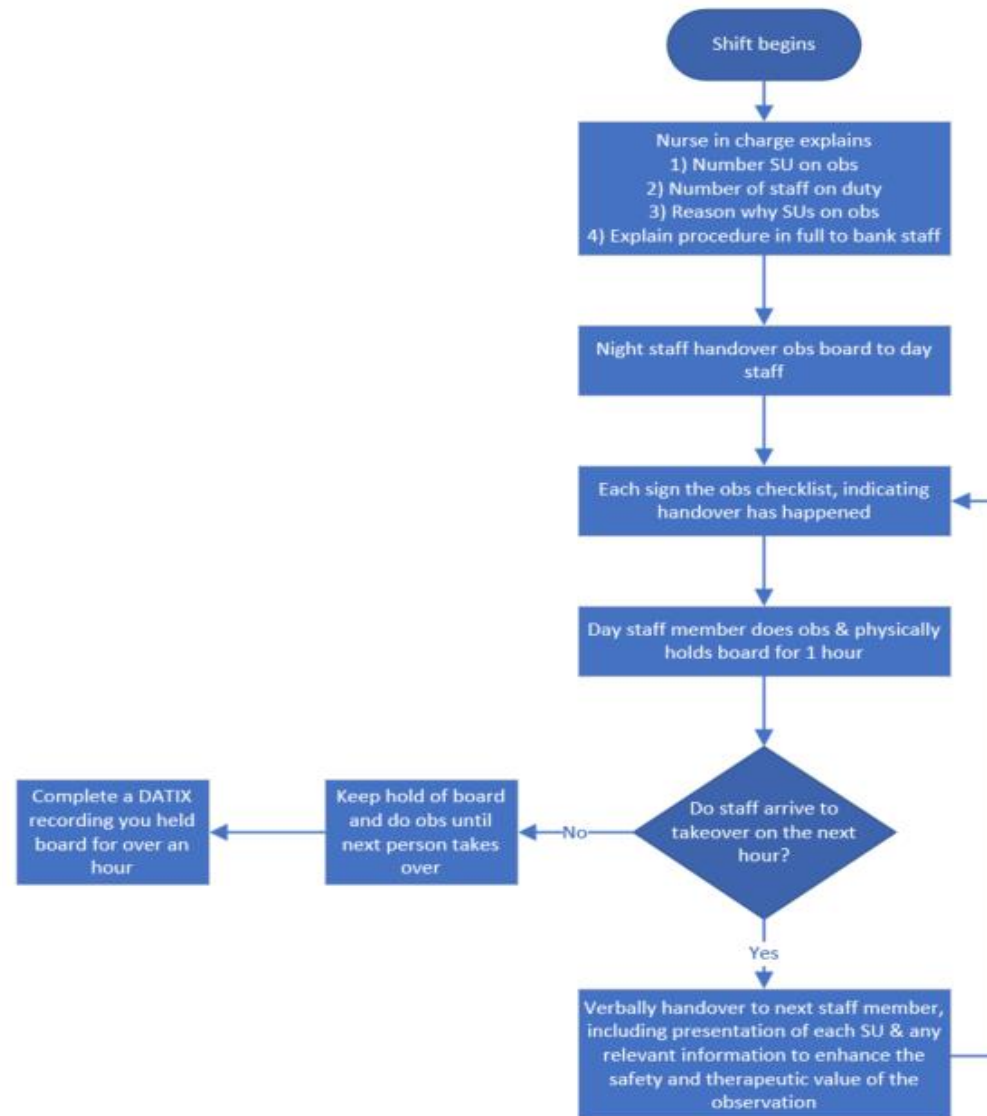 Shift begins
Nurse in charge explains
1) Number SU on obs
2) Number of staff on duty
3) Reason why SUs on obs
4) Explain procedure in full to bank staff
Night staff handover obs board to day
staff
Each sign the obs checklist, indicating
handover has happened
Day staff member does obs & physically
holds board for 1 hour
Do staff arrive to
takeover on the next
hour?
No
Keep hold of board
and do obs until
next person takes
over
Complete a DATIX
recording you held
board for over an
hour
Yes
Verbally handover to next staff member,
including presentation of each SU & any
relevant information to enhance the
safety and therapeutic value of the
observation